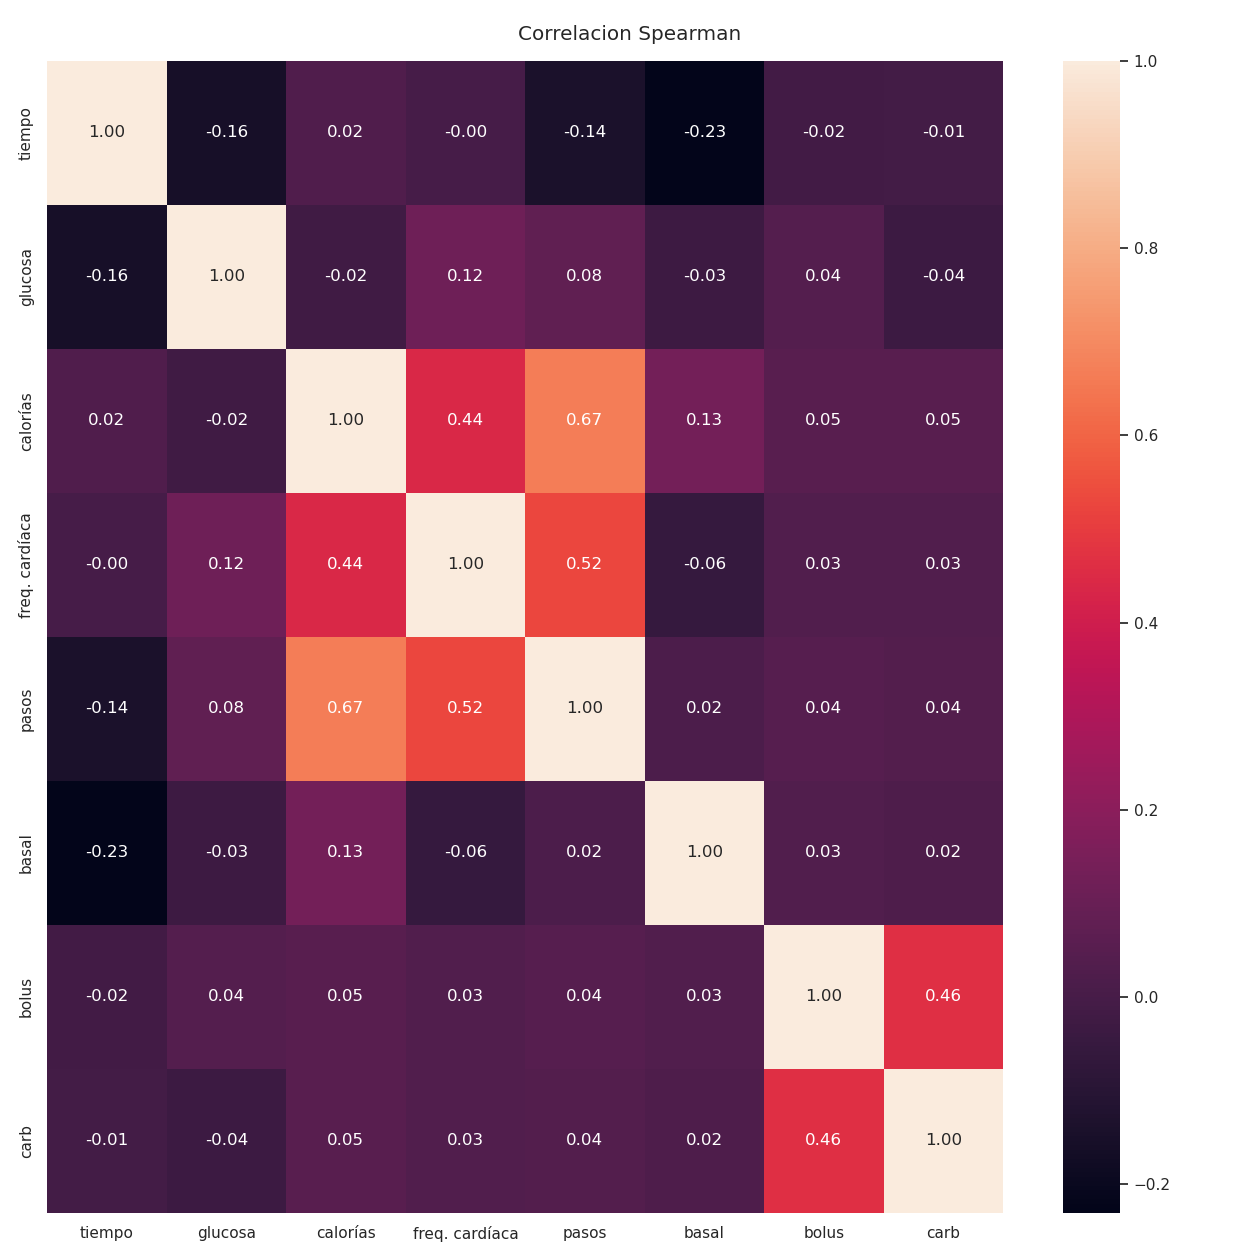 Correlacion Spearman
tiempo 1.00 -0.16 0.02 -0.00 -0.14 -0.23 -0.02 -0.01
glucosa -0.16 1.00 -0.02 0.12 0.08 -0.03 0.04 -0.04
calorías 0.02 -0.02 1.00 0.44 0.67 0.13 0.05 0.05
freq. cardíaca -0.00 0.12 0.44 1.00 0.52 -0.06 0.03 0.03
pasos -0.14 0.08 0.67 0.52 1.00 0.02 0.04 0.04
basal -0.23 -0.03 0.13 -0.06 0.02 1.00 0.03 0.02
bolus -0.02 0.04 0.05 0.03 0.04 0.03 1.00 0.46
carb -0.01 -0.04 0.05 0.03 0.04 0.02 0.46 1.00
tiempo glucosa calorías freq. cardíaca pasos basal bolus carb
1.0
0.8
0.6
0.4
0.2
0.0
−0.2